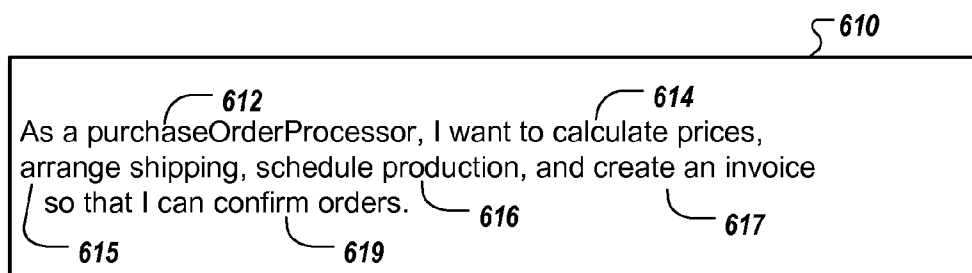 610
612
614
As a purchaseOrderProcessor, I want to calculate prices,
arrange shipping, schedule production, and create an invoice
so that I can confirm orders.
616
617
615
619